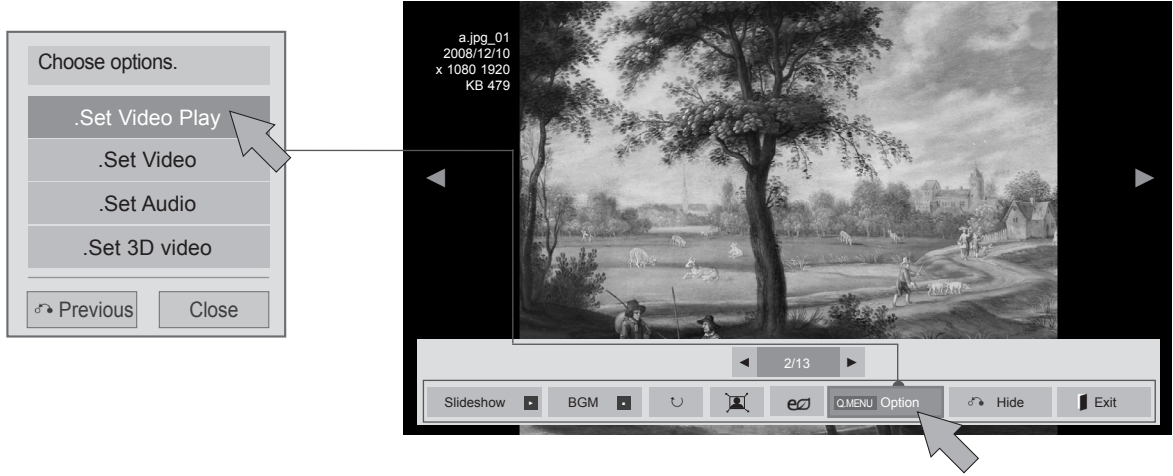 Choose options.
.Set Video Play
.Set Video
.Set Audio
.Set 3D video
Previous Close
a.jpg_01
2008/12/10
x 1080 1920
KB 479
2/13
Slideshow BGM Q.MENU Option Hide Exit